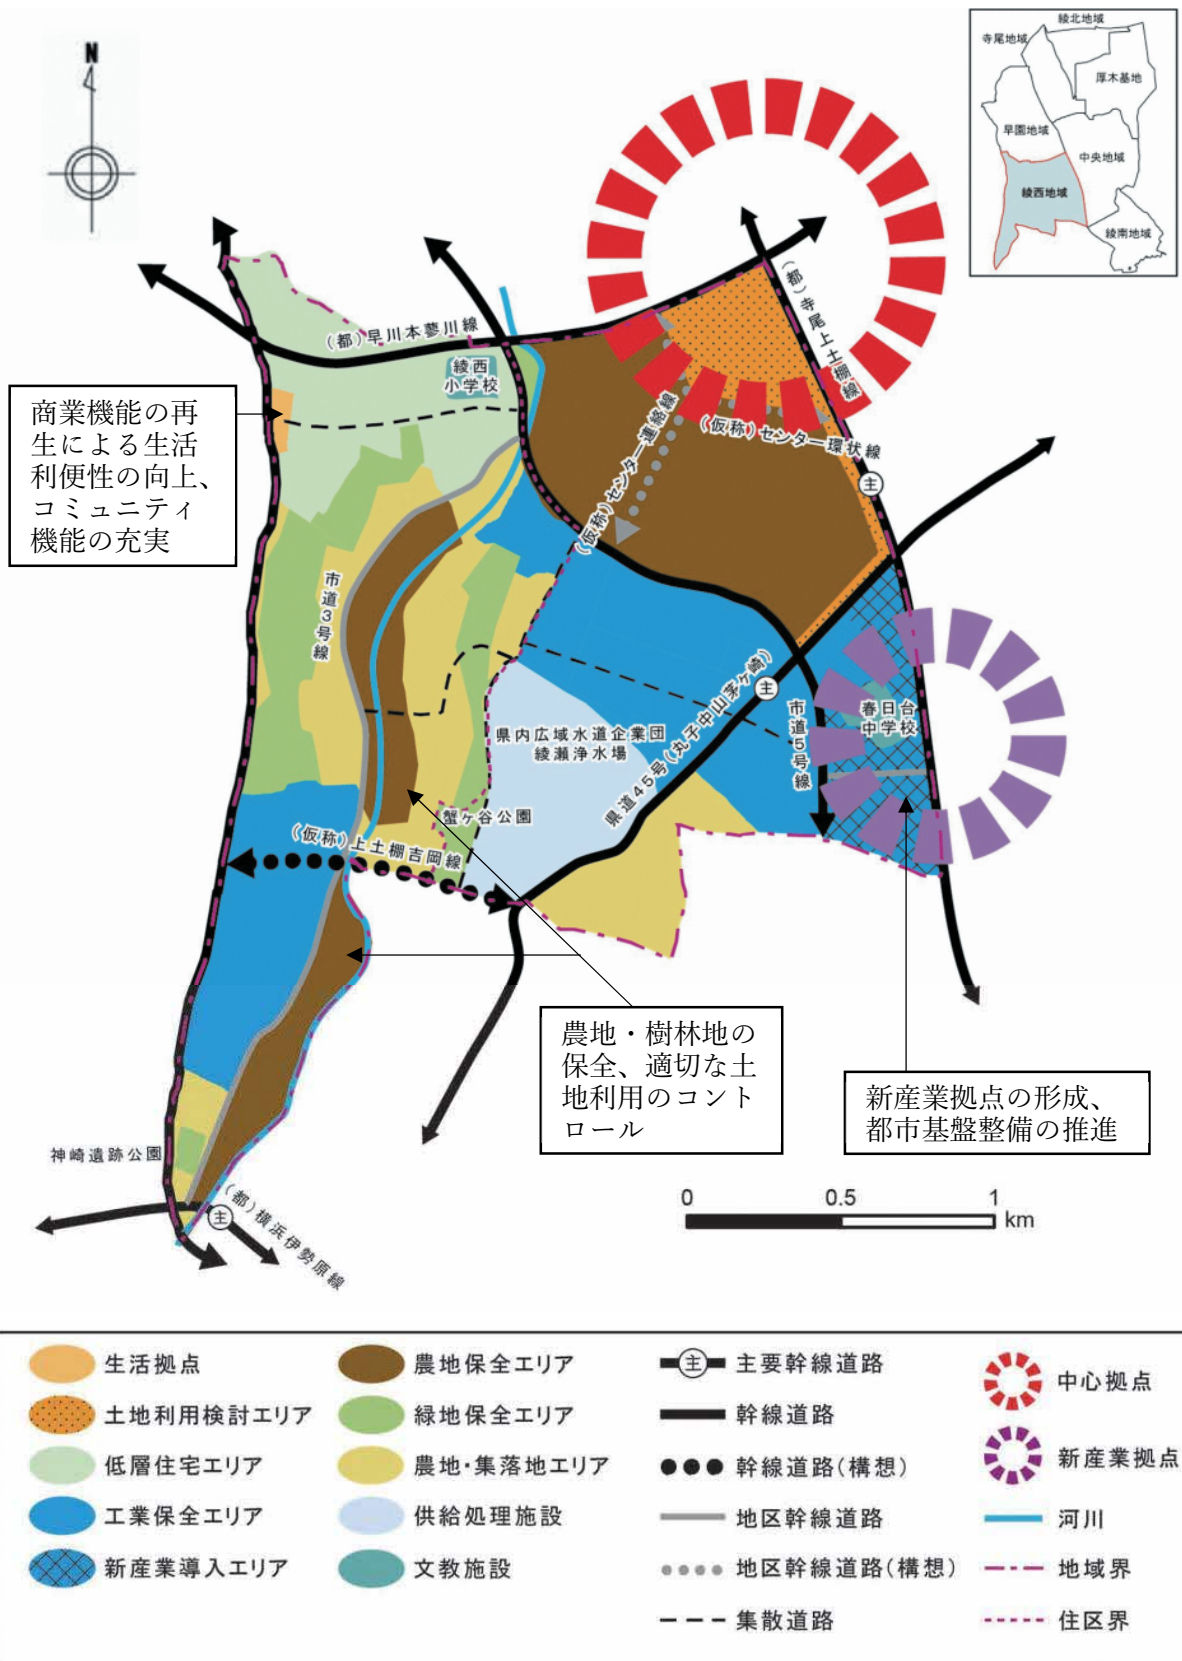 N
綾北地域
寺尾地域
厚木基地
早園地域
中央地域
綾西地域
綾南地域
(都)早川本蓼川線
(都)寺尾上土棚線
綾西
小学校
商業機能の再
生による生活
利便性の向上、
コミュニティ
機能の充実
(仮称)センター連絡線
(仮称)センター環状線
主
市道3号線
県道45号(丸子中山茅ヶ崎)
主
市道5号線
春日台
中学校
県内広域水道企業団
綾瀬浄水場
蟹ヶ谷公園
(仮称)上土棚吉岡線
農地・樹林地の
保全、適切な土
地利用のコント
ロール
新産業拠点の形成、
都市基盤整備の推進
神崎遺跡公園
主
(都)横浜伊勢原線
0 0.5 1
km
生活拠点
土地利用検討エリア
低層住宅エリア
工業保全エリア
新産業導入エリア
農地保全エリア
緑地保全エリア
農地・集落地エリア
供給処理施設
文教施設
主 主要幹線道路
幹線道路
幹線道路(構想)
地区幹線道路
地区幹線道路(構想)
集散道路
中心拠点
新産業拠点
河川
地域界
住区界